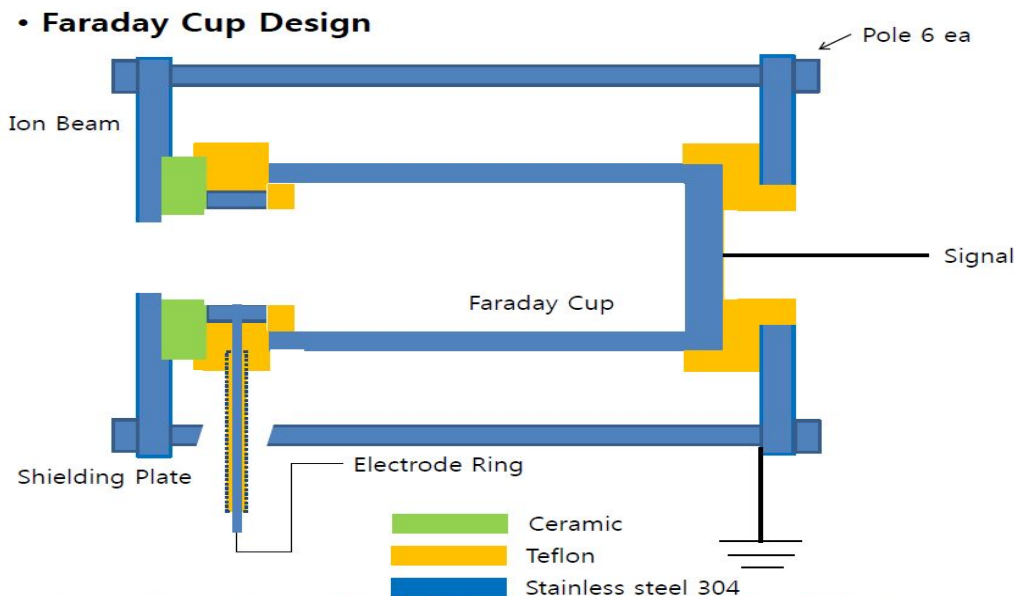 • Faraday Cup Design
Pole 6 ea
Ion Beam
Signal
Faraday Cup
Shielding Plate
Electrode Ring
Ceramic
Teflon
Stainless steel 304